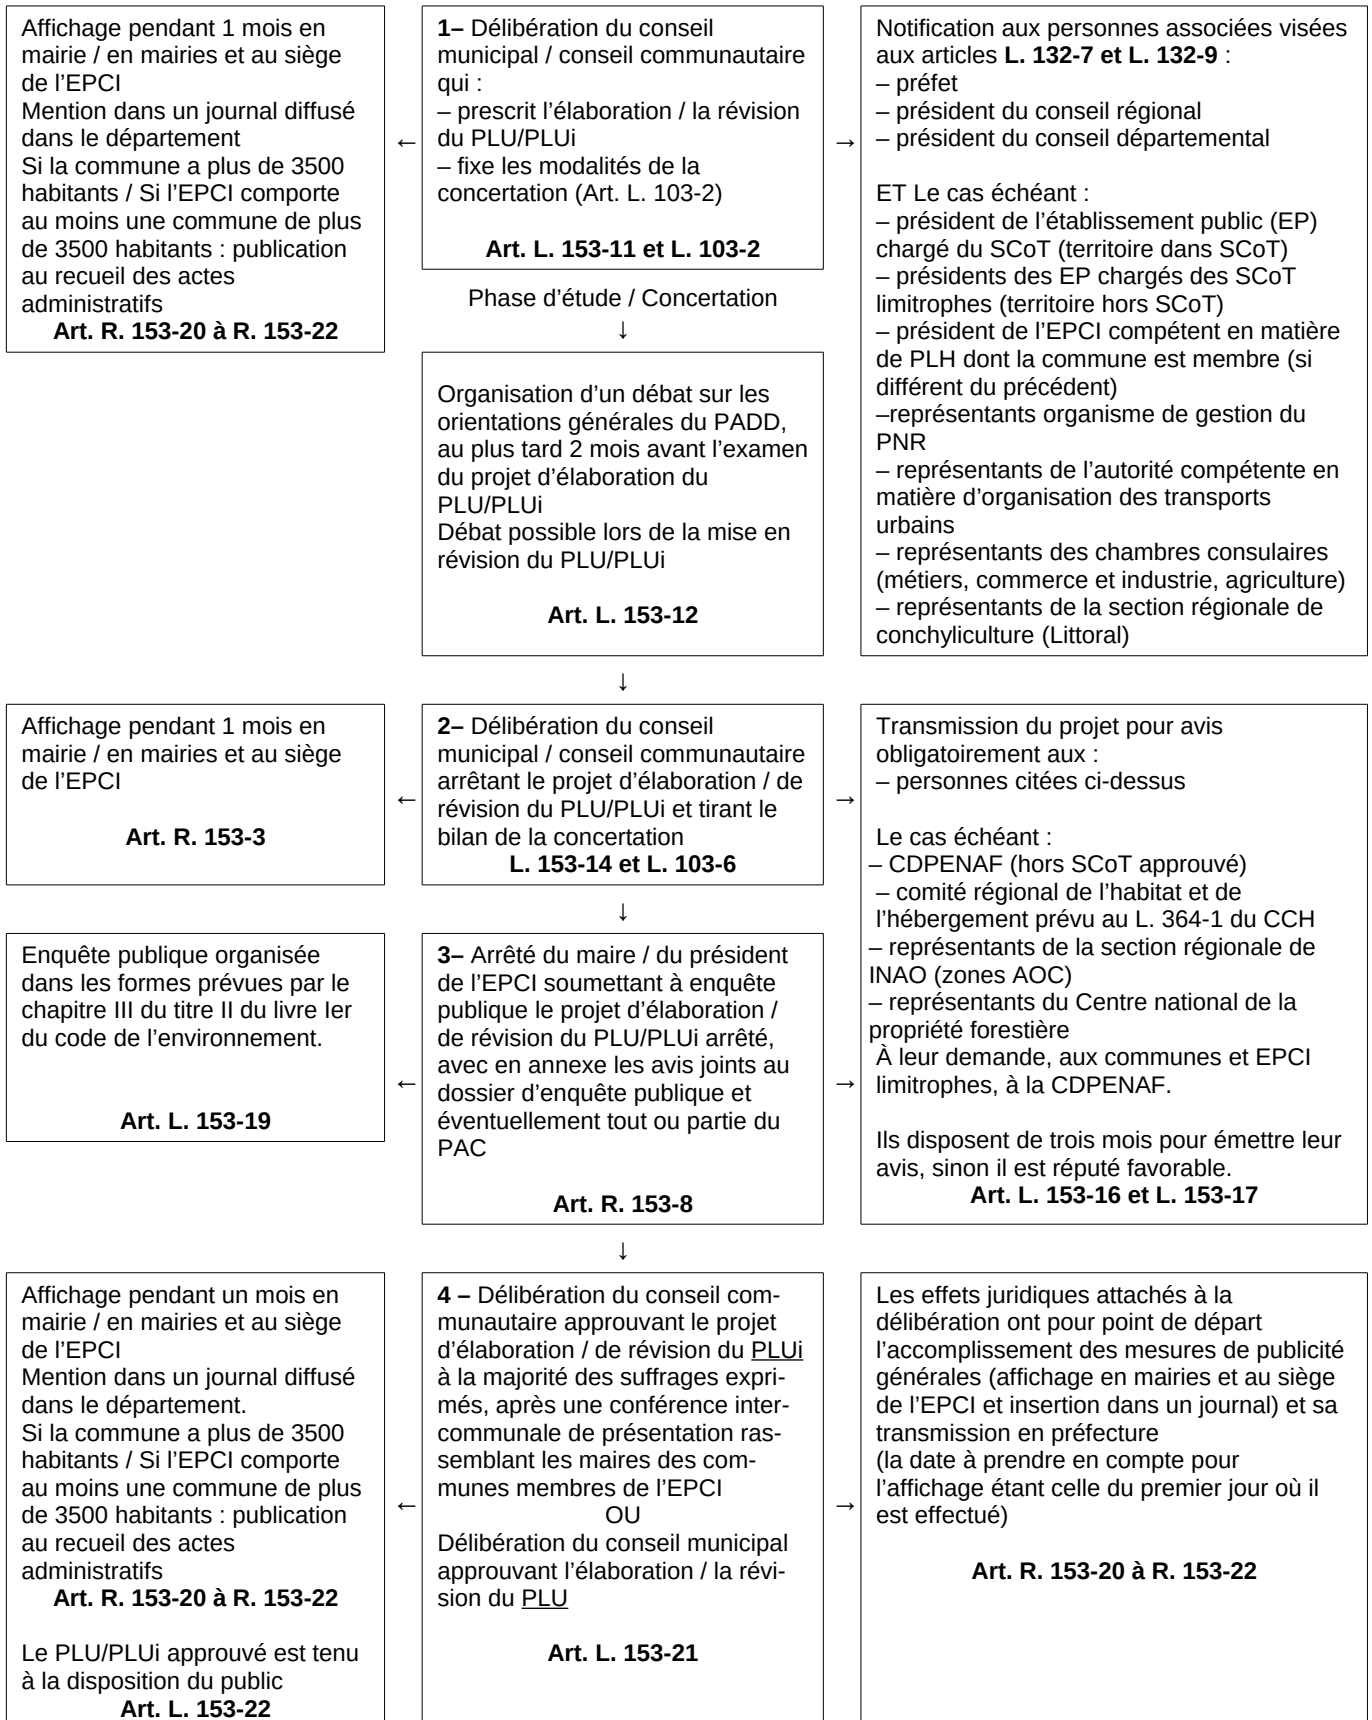 Affichage pendant 1 mois en
mairie / en mairies et au siège
de l’EPCI
Mention dans un journal diffusé
dans le département
Si la commune a plus de 3500
habitants / Si l’EPCI comporte
au moins une commune de plus
de 3500 habitants : publication
au recueil des actes
administratifs
Art. R. 153-20 à R. 153-22
←
1– Délibération du conseil
municipal / conseil communautaire
qui :
– prescrit l’élaboration / la révision
du PLU/PLUi
– fixe les modalités de la
concertation (Art. L. 103-2)
Art. L. 153-11 et L. 103-2
→
Notification aux personnes associées visées
aux articles L. 132-7 et L. 132-9 :
– préfet
– président du conseil régional
– président du conseil départemental
ET Le cas échéant :
– président de l’établissement public (EP)
chargé du SCoT (territoire dans SCoT)
– présidents des EP chargés des SCoT
limitrophes (territoire hors SCoT)
– président de l’EPCI compétent en matière
de PLH dont la commune est membre (si
différent du précédent)
–représentants organisme de gestion du
PNR
– représentants de l’autorité compétente en
matière d’organisation des transports
urbains
– représentants des chambres consulaires
(métiers, commerce et industrie, agriculture)
– représentants de la section régionale de
conchyliculture (Littoral)
Phase d’étude / Concertation
↓
Organisation d’un débat sur les
orientations générales du PADD,
au plus tard 2 mois avant l’examen
du projet d’élaboration du
PLU/PLUi
Débat possible lors de la mise en
révision du PLU/PLUi
Art. L. 153-12
↓
Affichage pendant 1 mois en
mairie / en mairies et au siège
de l’EPCI
Art. R. 153-3
←
2– Délibération du conseil
municipal / conseil communautaire
arrêtant le projet d’élaboration / de
révision du PLU/PLUi et tirant le
bilan de la concertation
L. 153-14 et L. 103-6
→
Transmission du projet pour avis
obligatoirement aux :
– personnes citées ci-dessus
Le cas échéant :
– CDPENAF (hors SCoT approuvé)
– comité régional de l’habitat et de
l’hébergement prévu au L. 364-1 du CCH
– représentants de la section régionale de
INAO (zones AOC)
– représentants du Centre national de la
propriété forestière
À leur demande, aux communes et EPCI
limitrophes, à la CDPENAF.
Ils disposent de trois mois pour émettre leur
avis, sinon il est réputé favorable.
Art. L. 153-16 et L. 153-17
↓
Enquête publique organisée
dans les formes prévues par le
chapitre III du titre II du livre Ier
du code de l’environnement.
Art. L. 153-19
←
3– Arrêté du maire / du président
de l’EPCI soumettant à enquête
publique le projet d’élaboration /
de révision du PLU/PLUi arrêté,
avec en annexe les avis joints au
dossier d’enquête publique et
éventuellement tout ou partie du
PAC
Art. R. 153-8
→
↓
Affichage pendant un mois en
mairie / en mairies et au siège
de l’EPCI
Mention dans un journal diffusé
dans le département.
Si la commune a plus de 3500
habitants / Si l’EPCI comporte
au moins une commune de plus
de 3500 habitants : publication
au recueil des actes
administratifs
Art. R. 153-20 à R. 153-22
Le PLU/PLUi approuvé est tenu
à la disposition du public
Art. L. 153-22
←
4 – Délibération du conseil com-
munautaire approuvant le projet
d’élaboration / de révision du PLUi
à la majorité des suffrages expri-
més, après une conférence inter-
communale de présentation ras-
semblant les maires des com-
munes membres de l’EPCI
OU
Délibération du conseil municipal
approuvant l’élaboration / la révi-
sion du PLU
Art. L. 153-21
→
Les effets juridiques attachés à la
délibération ont pour point de départ
l’accomplissement des mesures de publicité
générales (affichage en mairies et au siège
de l’EPCI et insertion dans un journal) et sa
transmission en préfecture
(la date à prendre en compte pour
l’affichage étant celle du premier jour où il
est effectué)
Art. R. 153-20 à R. 153-22